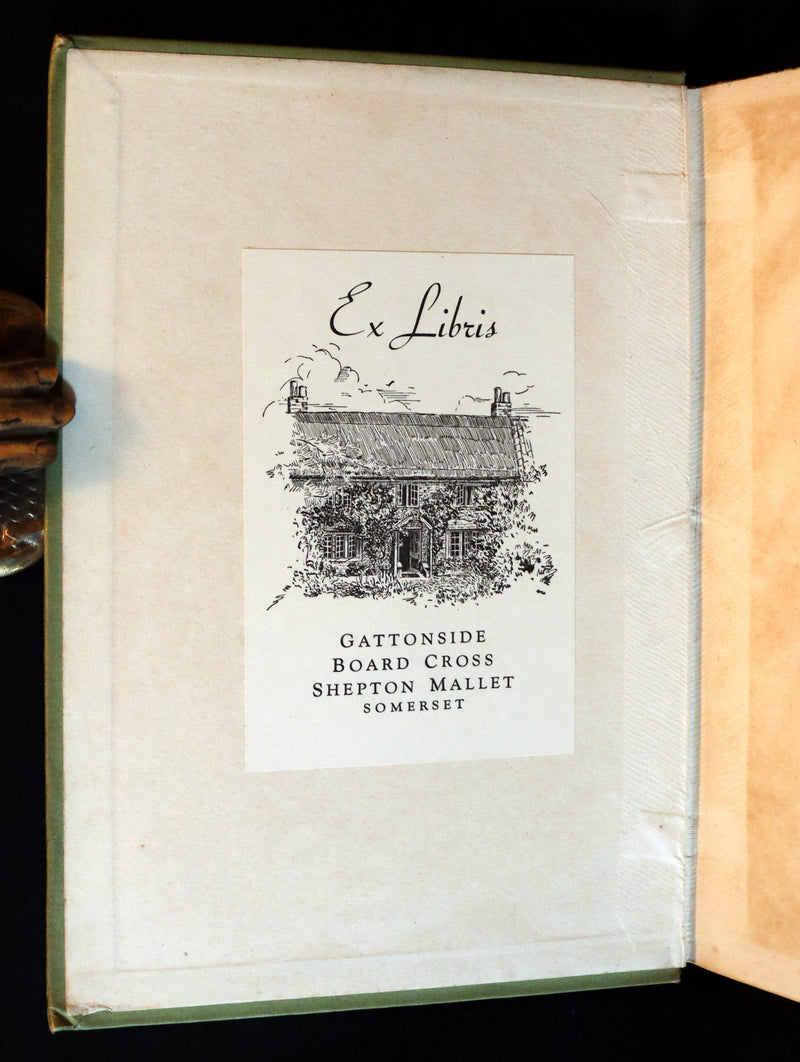 Ex Libris
GATTONSIDE
BOARD CROSS
SHEPTON MALLET
SOMERSET